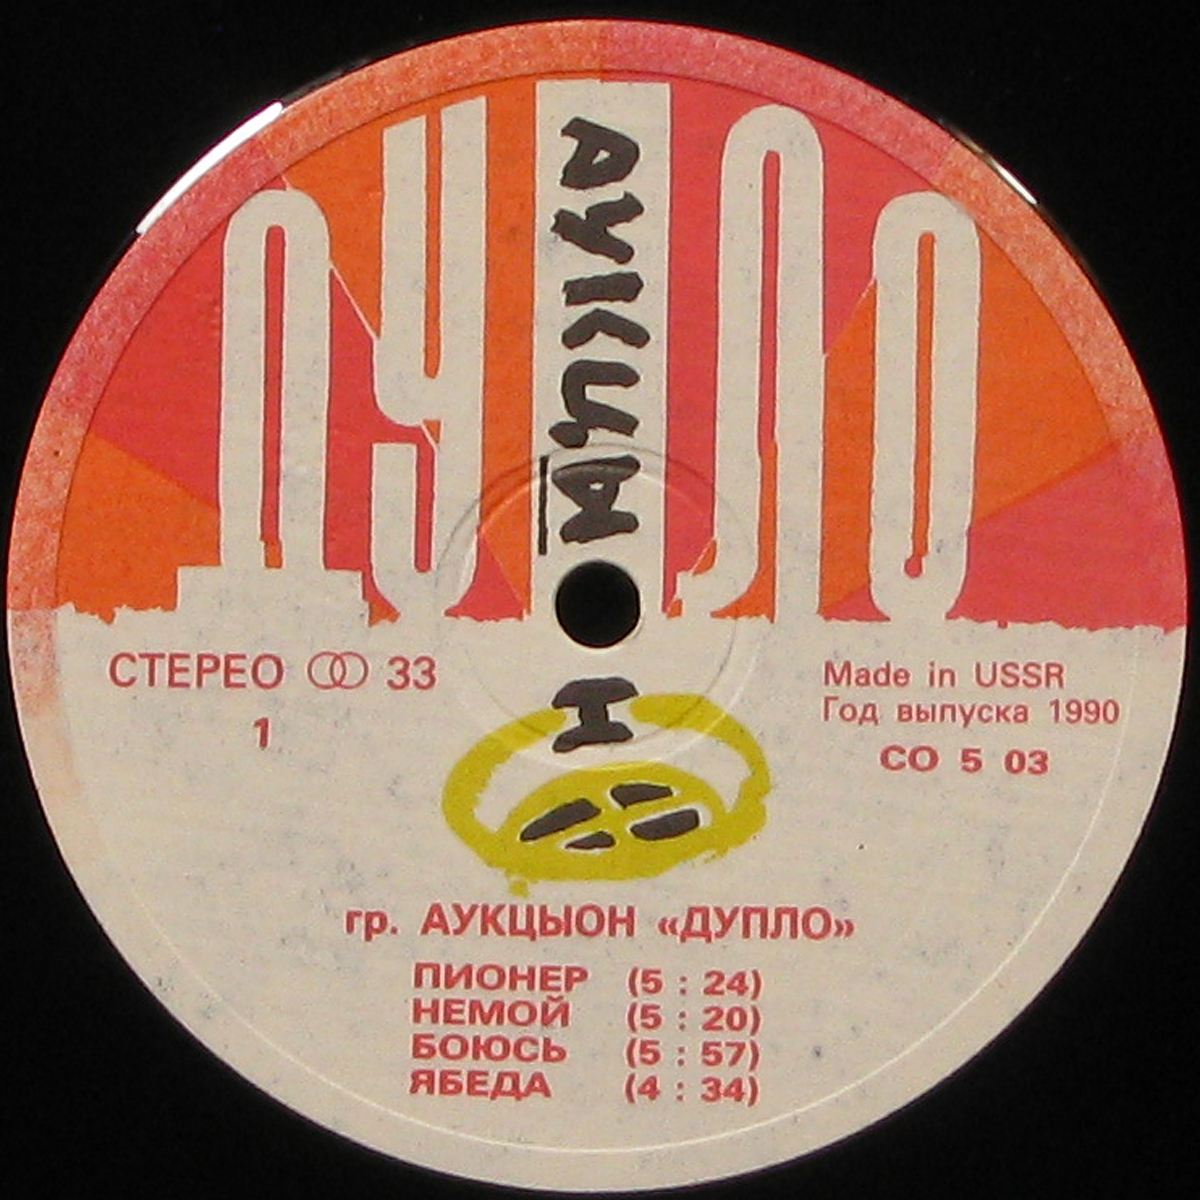 ДУПЛО
АУКЦЫОН
СТЕРЕО 33
1
Made in USSR
Год выпуска 1990
СО 5 03
гр. АУКЦЫОН «ДУПЛО»
ПИОНЕР (5 : 24)
НЕМОЙ (5 : 20)
БОЮСЬ (5 : 57)
ЯБЕДА (4 : 34)